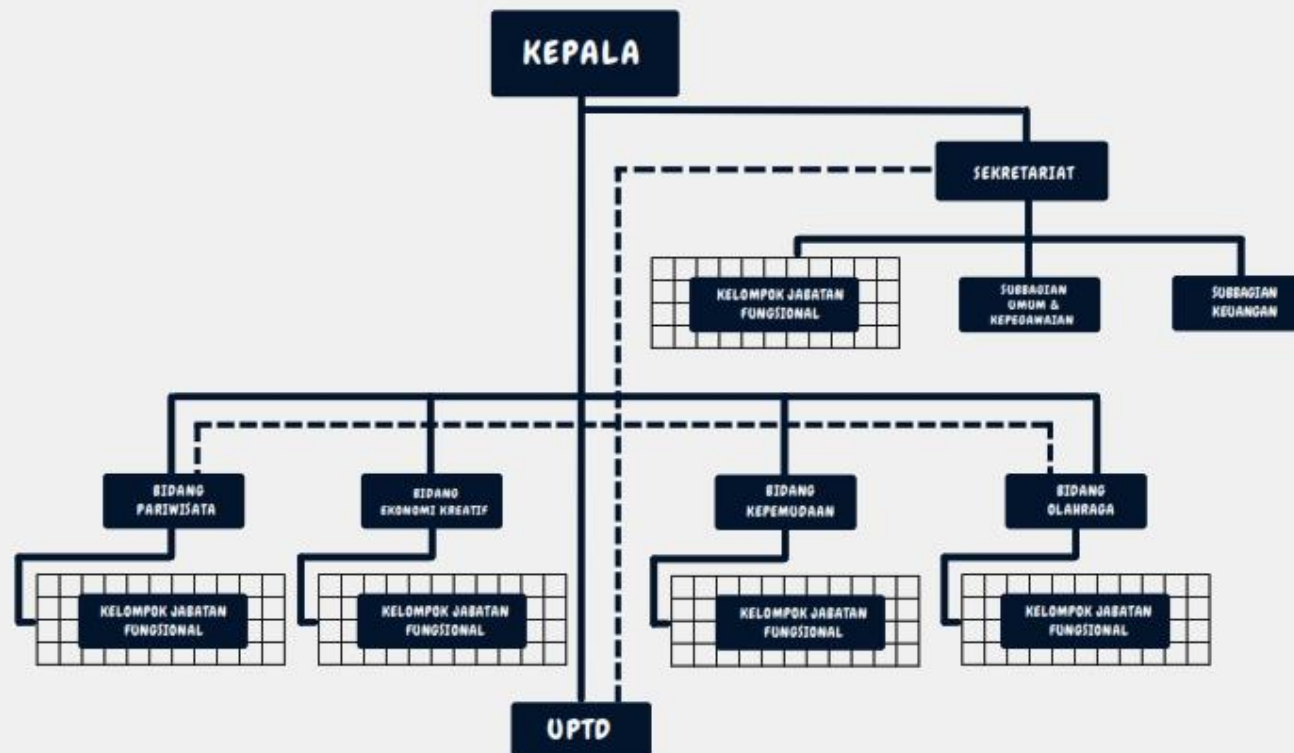 KEPALA
SEKRETARIAT
KELOMPOK JABATAN
FUNGSIONAL
SUBBAGIAN
UMUM &
KEPEGAWAIAN
SUBBAGIAN
KEUANGAN
BIDANG
PARIWISATA
BIDANG
EKONOMI KREATIF
BIDANG
KEPEMUDAAN
BIDANG
OLAHRAGA
KELOMPOK JABATAN
FUNGSIONAL
KELOMPOK JABATAN
FUNGSIONAL
KELOMPOK JABATAN
FUNGSIONAL
KELOMPOK JABATAN
FUNGSIONAL
UPTD